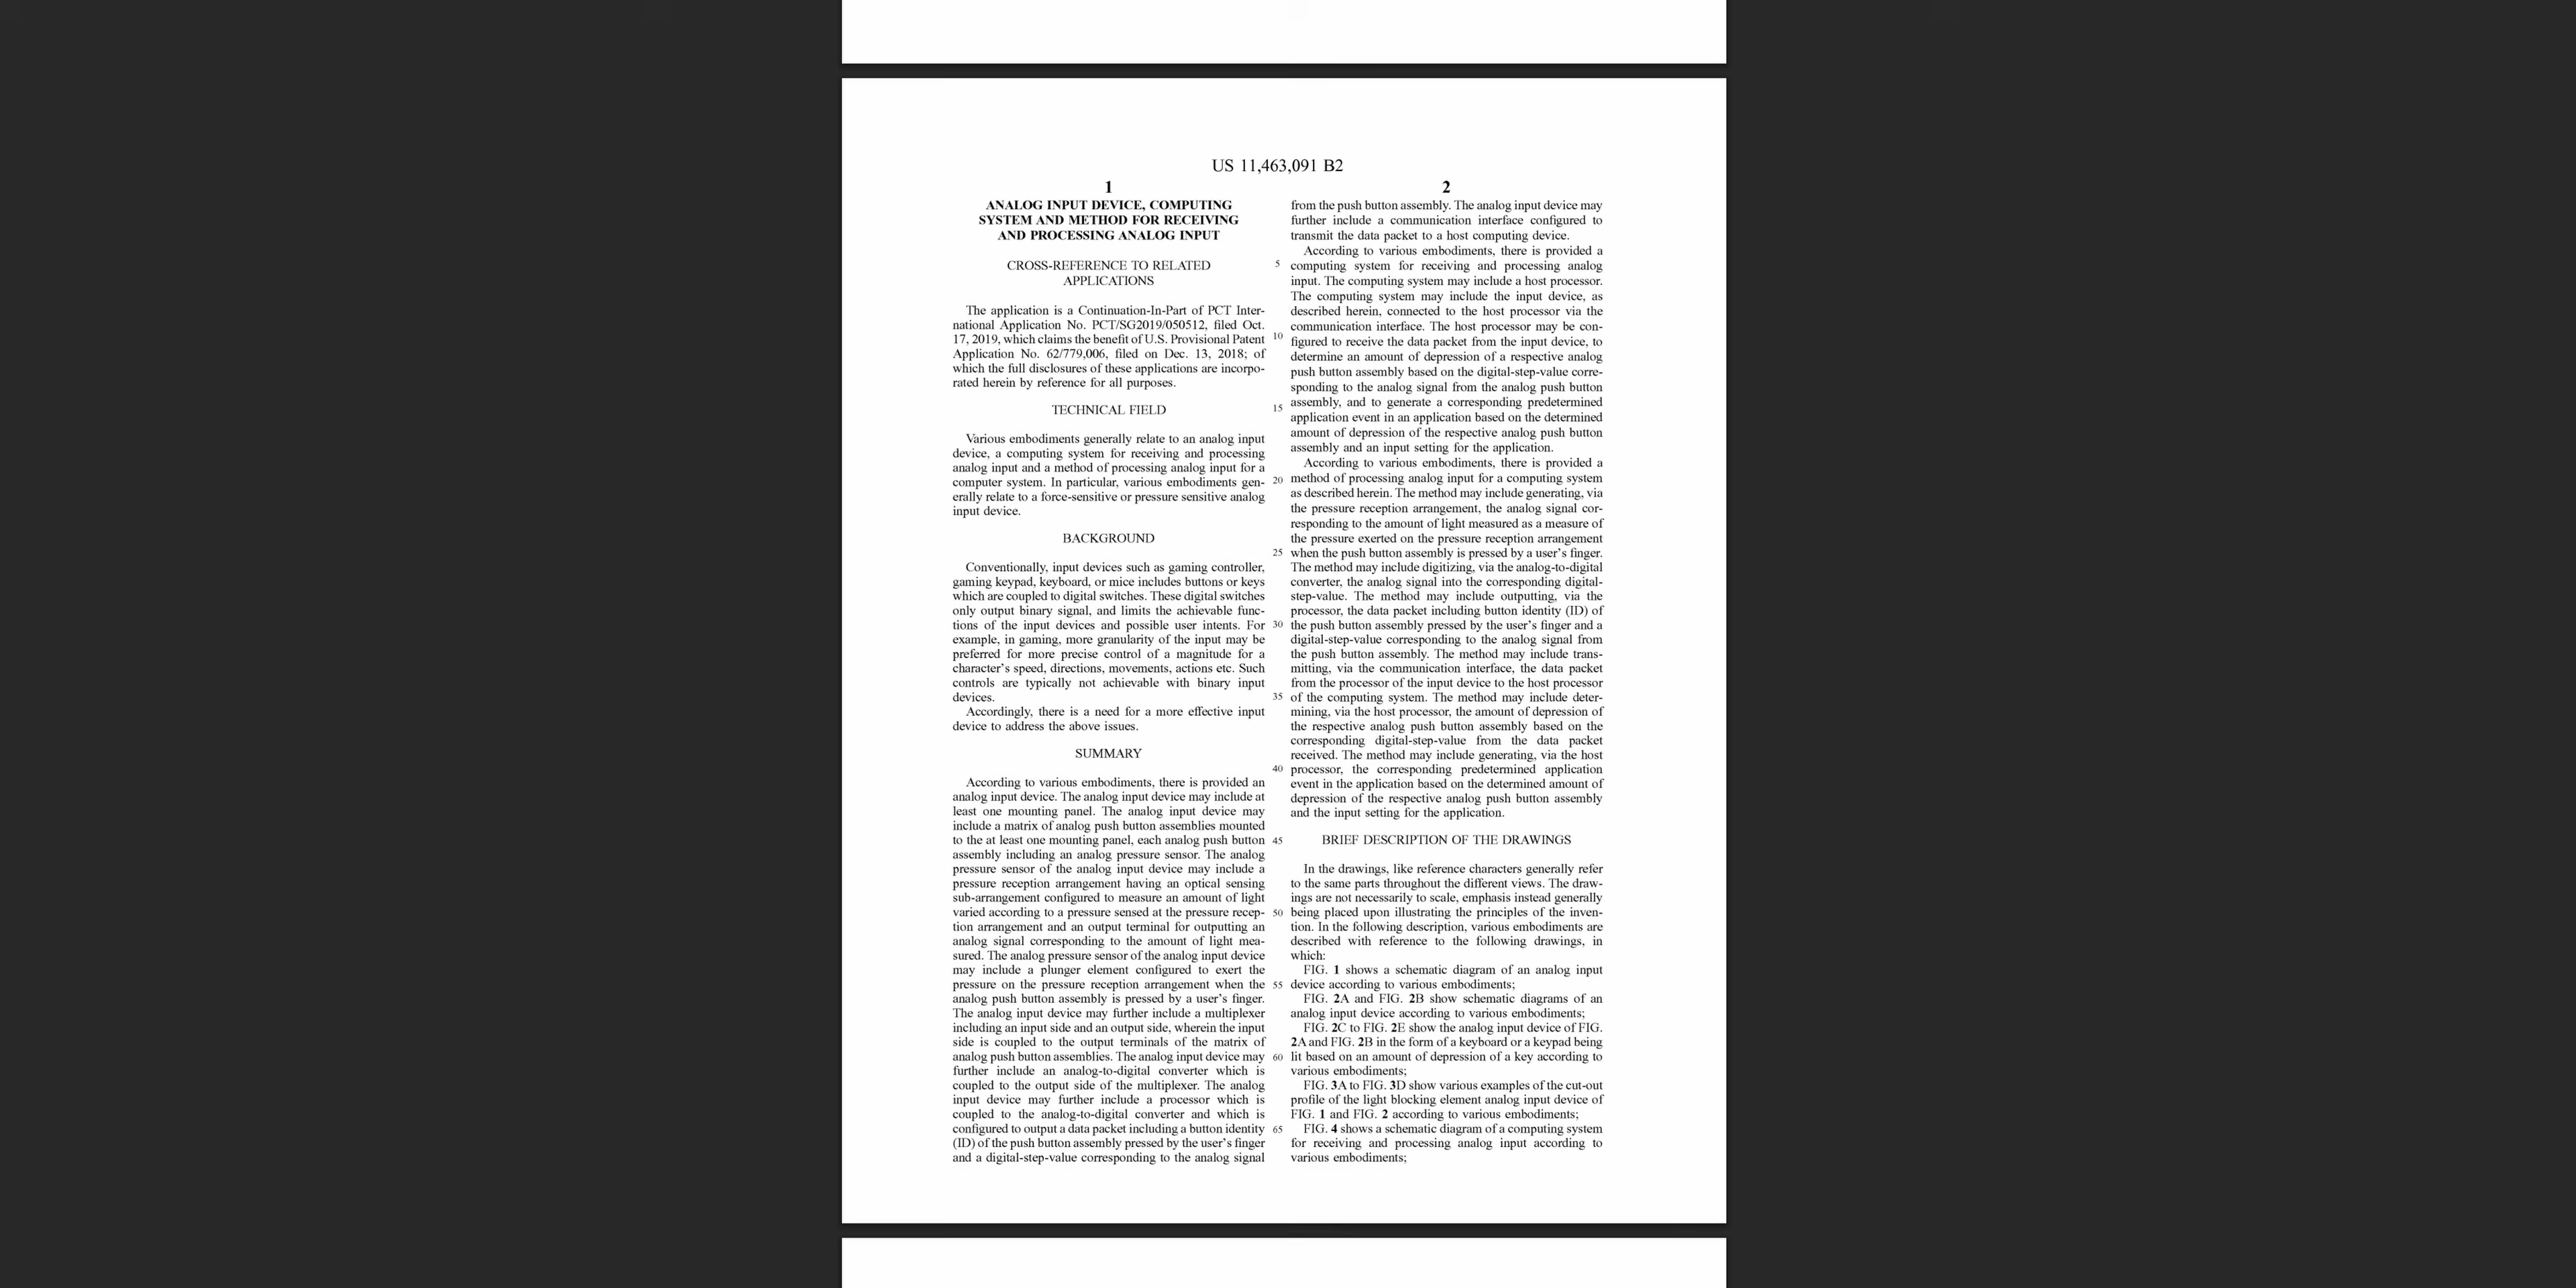 US 11,463,091 B2
1
ANALOG INPUT DEVICE, COMPUTING
SYSTEM AND METHOD FOR RECEIVING
AND PROCESSING ANALOG INPUT
CROSS-REFERENCE TO RELATED
APPLICATIONS
The application is a Continuation-In-Part of PCT Inter-
national Application No. PCT/SG2019/050512, filed Oct.
17, 2019, which claims the benefit of U.S. Provisional Patent
Application No. 62/779,006, filed on Dec. 13, 2018; of
which the full disclosures of these applications are incorpo-
rated herein by reference for all purposes.
TECHNICAL FIELD
Various embodiments generally relate to an analog input
device, a computing system for receiving and processing
analog input and a method of processing analog input for a
computer system. In particular, various embodiments gen-
erally relate to a force-sensitive or pressure sensitive analog
input device.
BACKGROUND
Conventionally, input devices such as gaming controller,
gaming keypad, keyboard, or mice includes buttons or keys
which are coupled to digital switches. These digital switches
only output binary signal, and limits the achievable func-
tions of the input devices and possible user intents. For
example, in gaming, more granularity of the input may be
preferred for more precise control of a magnitude for a
character's speed, directions, movements, actions etc. Such
controls are typically not achievable with binary input
devices.
Accordingly, there is a need for a more effective input
device to address the above issues.
SUMMARY
According to various embodiments, there is provided an
analog input device. The analog input device may include at
least one mounting panel. The analog input device may
include a matrix of analog push button assemblies mounted
to the at least one mounting panel, each analog push button
assembly including an analog pressure sensor. The analog
pressure sensor of the analog input device may include a
pressure reception arrangement having an optical sensing
sub-arrangement configured to measure an amount of light
varied according to a pressure sensed at the pressure recep-
tion arrangement and an output terminal for outputting an
analog signal corresponding to the amount of light mea-
sured. The analog pressure sensor of the analog input device
may include a plunger element configured to exert the
pressure on the pressure reception arrangement when the
analog push button assembly is pressed by a user's finger.
The analog input device may further include a multiplexer
including an input side and an output side, wherein the input
side is coupled to the output terminals of the matrix of
analog push button assemblies. The analog input device may
further include an analog-to-digital converter which is
coupled to the output side of the multiplexer. The analog
input device may further include a processor which is
coupled to the analog-to-digital converter and which is
configured to output a data packet including a button identity
(ID) of the push button assembly pressed by the user's finger
and a digital-step-value corresponding to the analog signal
5
10
15
20
25
30
35
40
45
50
55
60
65
2
from the push button assembly. The analog input device may
further include a communication interface configured to
transmit the data packet to a host computing device.
According to various embodiments, there is provided a
computing system for receiving and processing analog
input. The computing system may include a host processor.
The computing system may include the input device, as
described herein, connected to the host processor via the
communication interface. The host processor may be con-
figured to receive the data packet from the input device, to
determine an amount of depression of a respective analog
push button assembly based on the digital-step-value corre-
sponding to the analog signal from the analog push button
assembly, and to generate a corresponding predetermined
application event in an application based on the determined
amount of depression of the respective analog push button
assembly and an input setting for the application.
According to various embodiments, there is provided a
method of processing analog input for a computing system
as described herein. The method may include generating, via
the pressure reception arrangement, the analog signal cor-
responding to the amount of light measured as a measure of
the pressure exerted on the pressure reception arrangement
when the push button assembly is pressed by a user's finger.
The method may include digitizing, via the analog-to-digital
converter, the analog signal into the corresponding digital-
step-value. The method may include outputting, via the
processor, the data packet including button identity (ID) of
the push button assembly pressed by the user's finger and a
digital-step-value corresponding to the analog signal from
the push button assembly. The method may include trans-
mitting, via the communication interface, the data packet
from the processor of the input device to the host processor
of the computing system. The method may include deter-
mining, via the host processor, the amount of depression of
the respective analog push button assembly based on the
corresponding digital-step-value from the data packet
received. The method may include generating, via the host
processor, the corresponding predetermined application
event in the application based on the determined amount of
depression of the respective analog push button assembly
and the input setting for the application.
BRIEF DESCRIPTION OF THE DRAWINGS
In the drawings, like reference characters generally refer
to the same parts throughout the different views. The draw-
ings are not necessarily to scale, emphasis instead generally
being placed upon illustrating the principles of the inven-
tion. In the following description, various embodiments are
described with reference to the following drawings, in
which:
FIG. 1 shows a schematic diagram of an analog input
device according to various embodiments;
FIG. 2A and FIG. 2B show schematic diagrams of an
analog input device according to various embodiments;
FIG. 2C to FIG. 2E show the analog input device of FIG.
2A and FIG. 2B in the form of a keyboard or a keypad being
lit based on an amount of depression of a key according to
various embodiments;
FIG. 3A to FIG. 3D show various examples of the cut-out
profile of the light blocking element analog input device of
FIG. 1 and FIG. 2 according to various embodiments;
FIG. 4 shows a schematic diagram of a computing system
for receiving and processing analog input according to
various embodiments;